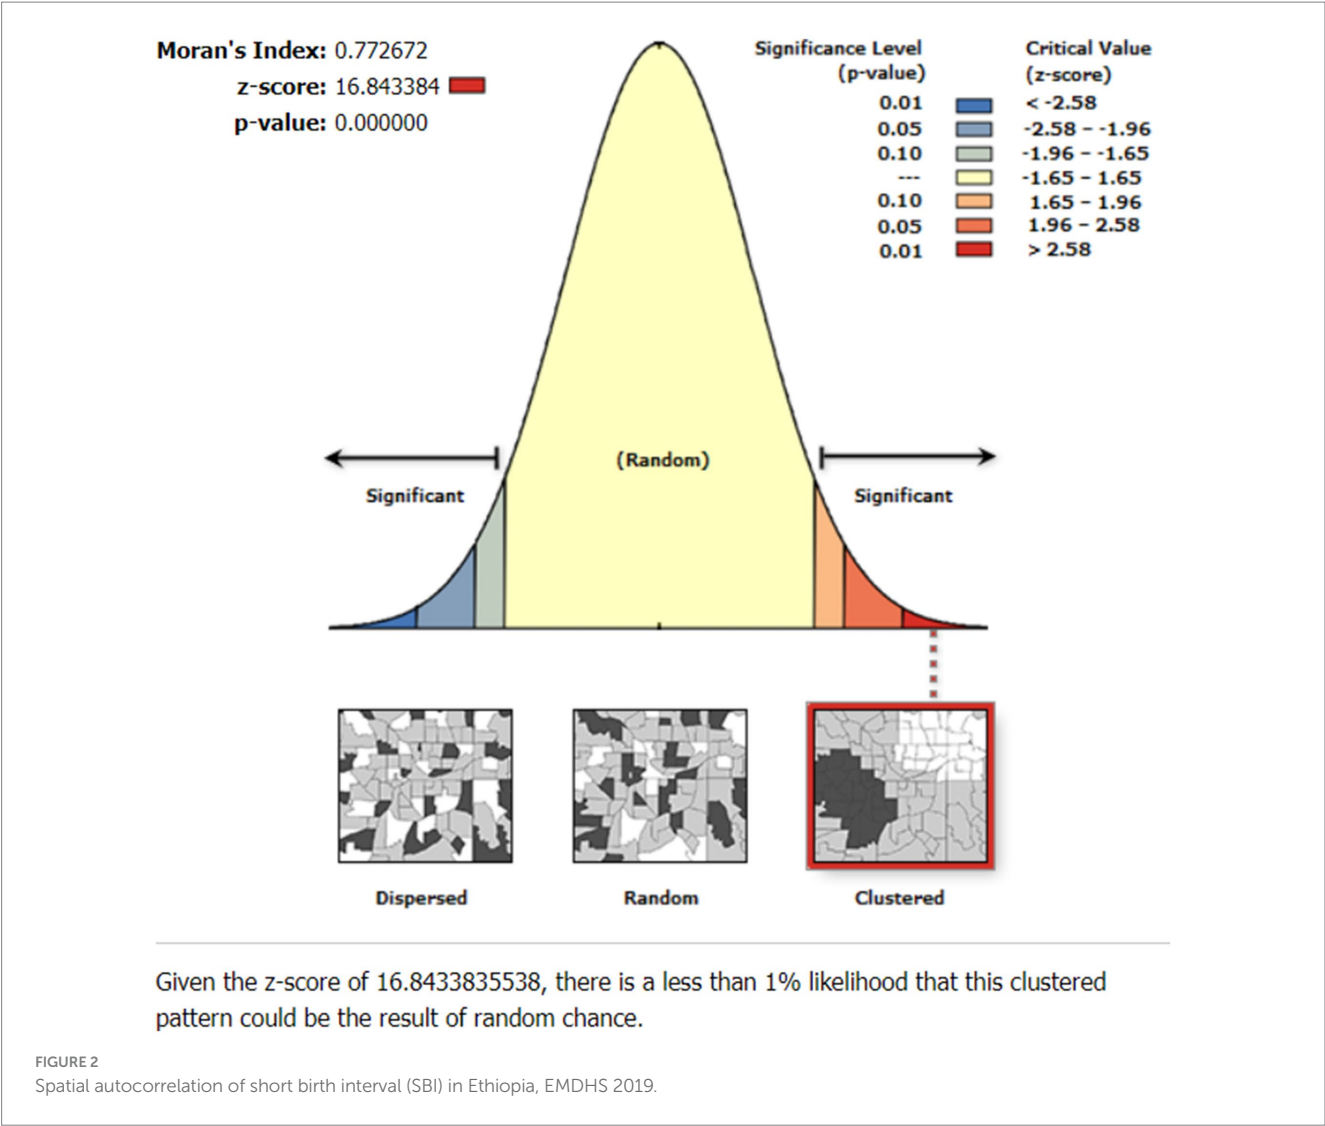 Moran's Index: 0.772672
z-score: 16.843384
p-value: 0.000000
Significance Level
(p-value)
Critical Value
(z-score)
0.01 < -2.58
0.05 -2.58 – -1.96
0.10 -1.96 – -1.65
--- -1.65 – 1.65
0.10 1.65 – 1.96
0.05 1.96 – 2.58
0.01 > 2.58
(Random)
Significant
Significant
Dispersed
Random
Clustered
Given the z-score of 16.8433835538, there is a less than 1% likelihood that this clustered
pattern could be the result of random chance.
FIGURE 2
Spatial autocorrelation of short birth interval (SBI) in Ethiopia, EMDHS 2019.